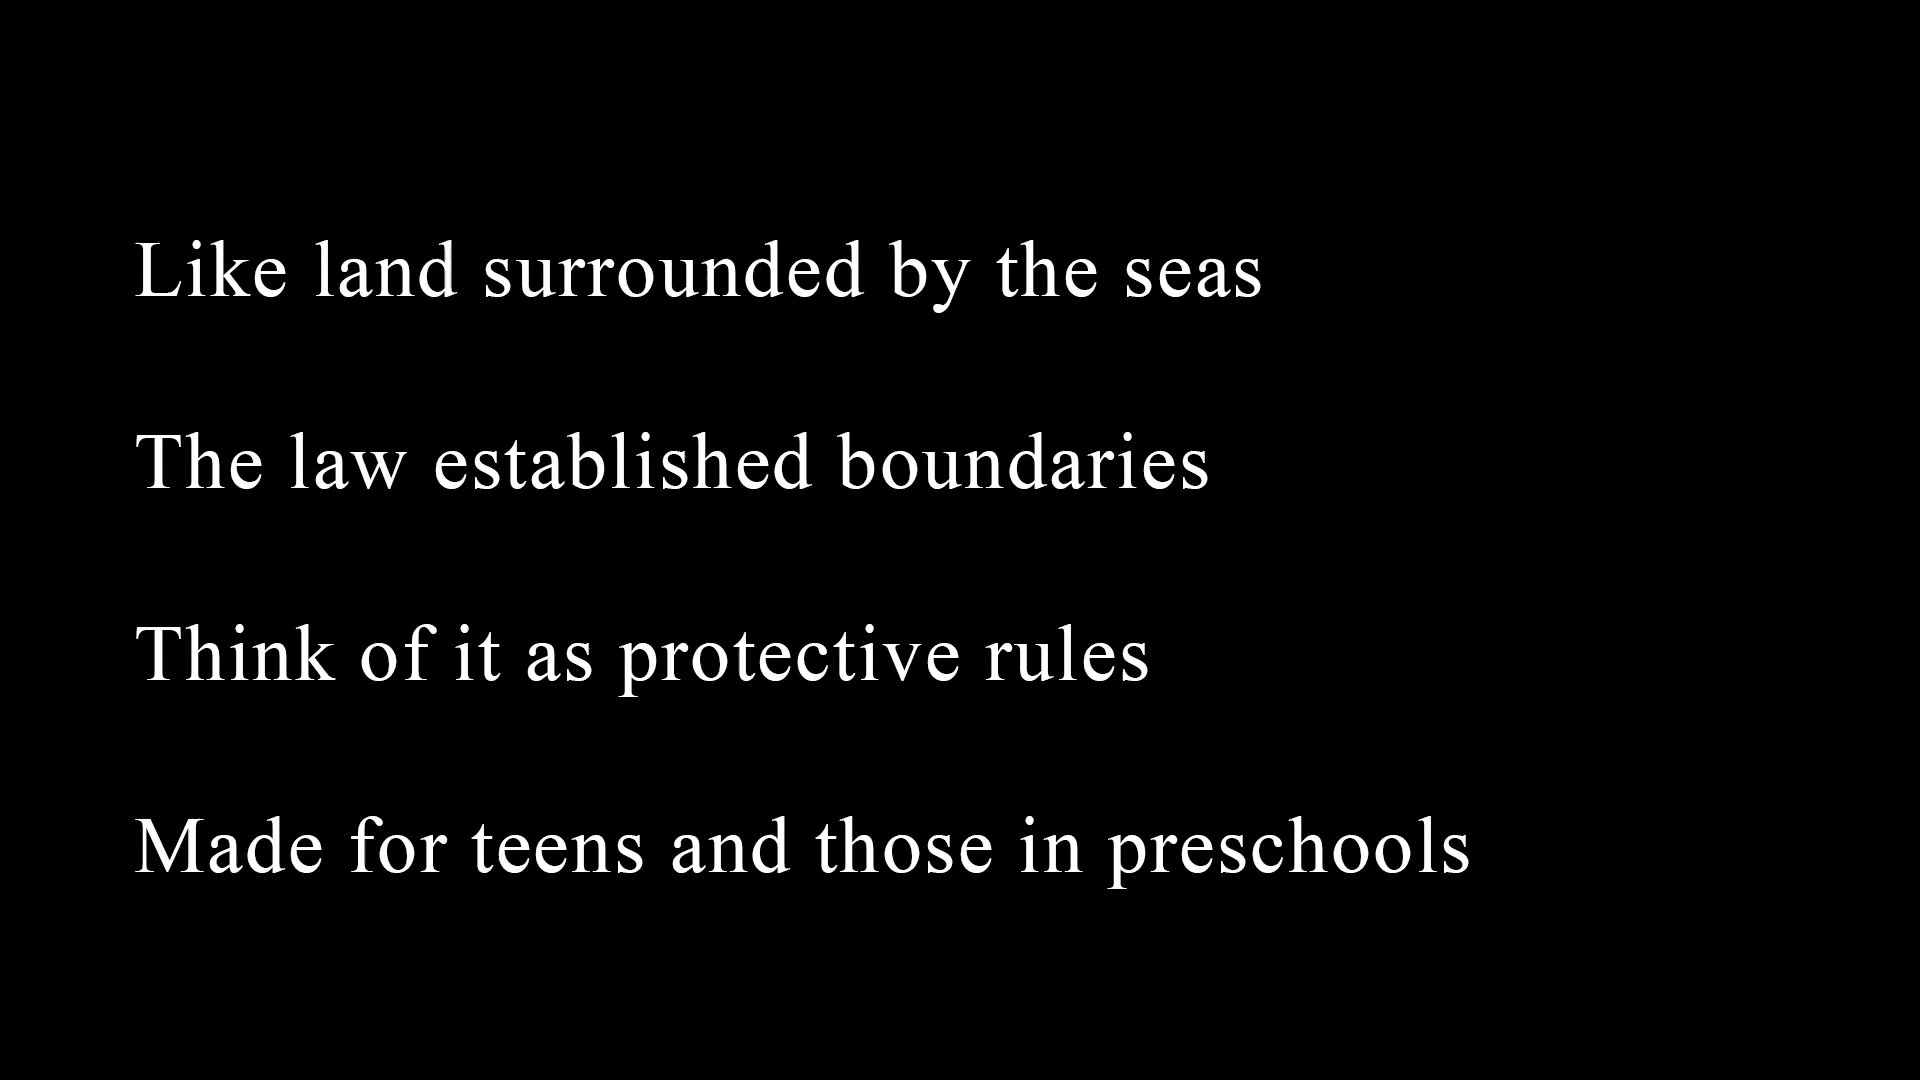 Like land surrounded by the seas
The law established boundaries
Think of it as protective rules
Made for teens and those in preschools